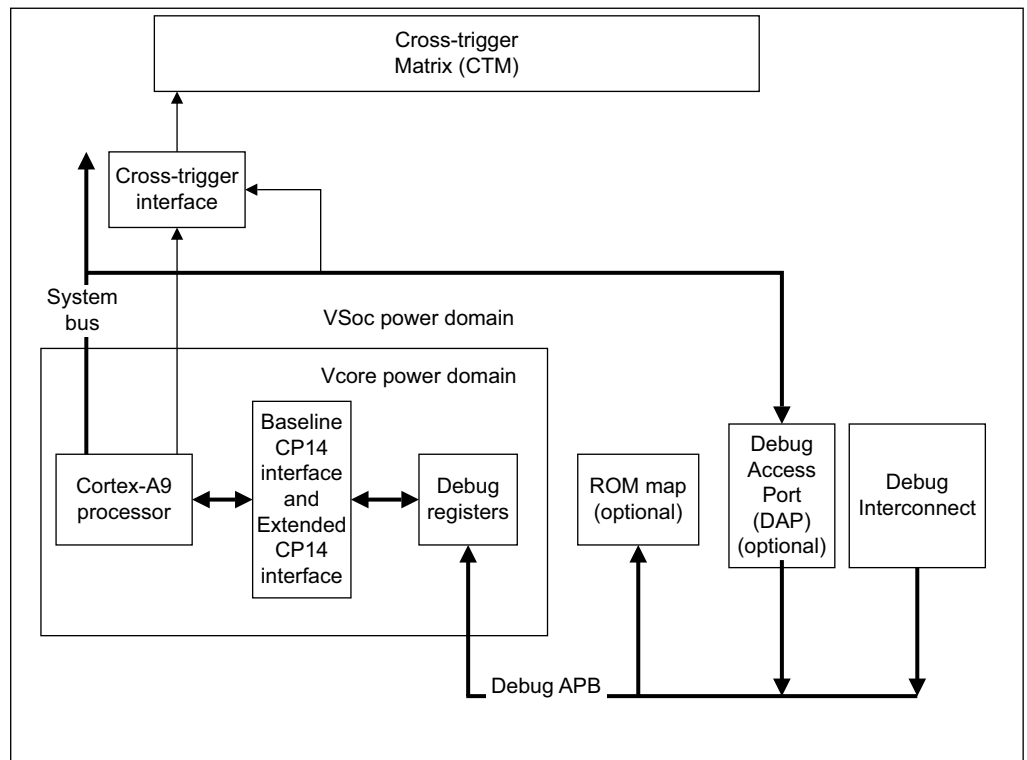 Cross-trigger
Matrix (CTM)
Cross-trigger
interface
System
bus
VSoc power domain
Vcore power domain
Cortex-A9
processor
Baseline
CP14
interface
and
Extended
CP14
interface
Debug
registers
ROM map
(optional)
Debug
Access
Port
(DAP)
(optional)
Debug
Interconnect
Debug APB